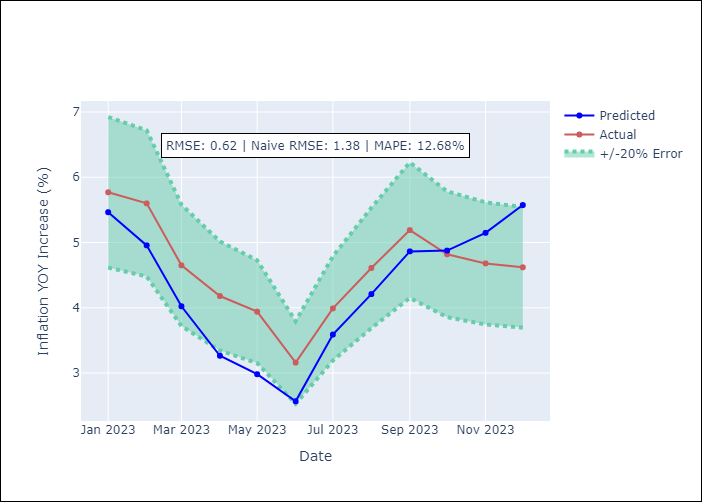 RMSE: 0.62 | Naive RMSE: 1.38 | MAPE: 12.68%
Predicted
Actual
+/-20% Error
Inflation YOY Increase (%)
7
6
5
4
3
Jan 2023 Mar 2023 May 2023 Jul 2023 Sep 2023 Nov 2023
Date